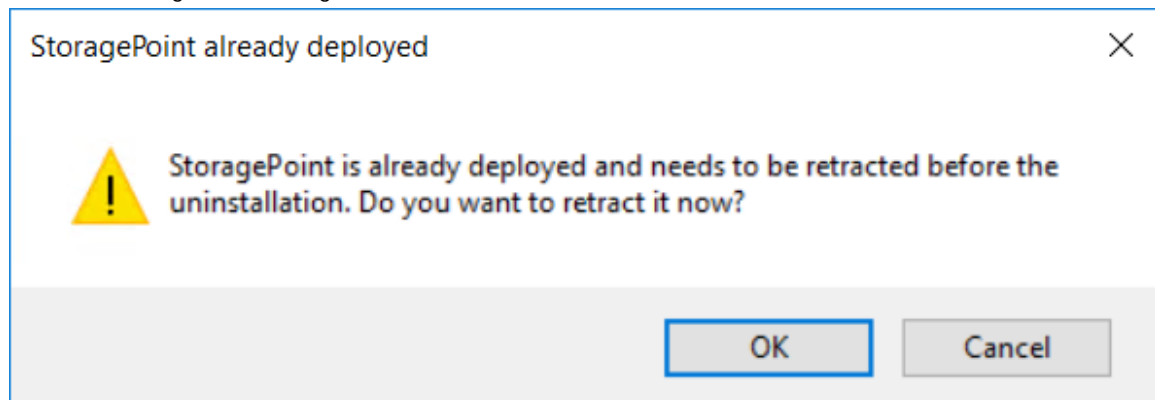 StoragePoint already deployed
StoragePoint is already deployed and needs to be retracted before the
uninstallation. Do you want to retract it now?
OK
Cancel